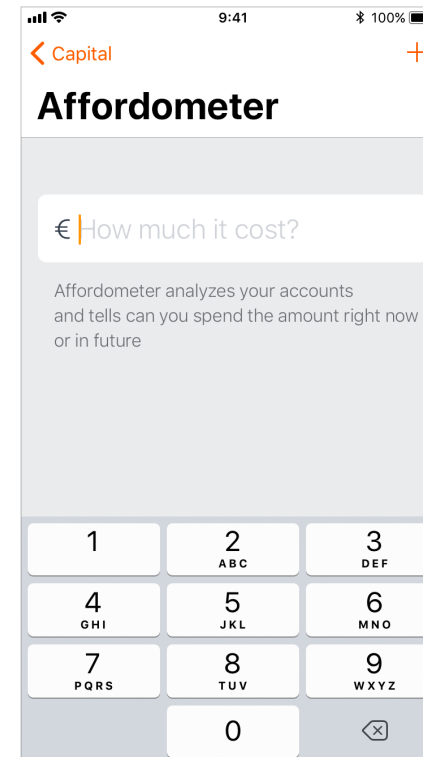 9:41
100%
Capital
Affordometer
€ How much it cost?
Affordometer analyzes your accounts
and tells can you spend the amount right now
or in future
1 2 3
ABC DEF
4 5 6
GHI JKL MNO
7 8 9
PQRS TUV WXYZ
0